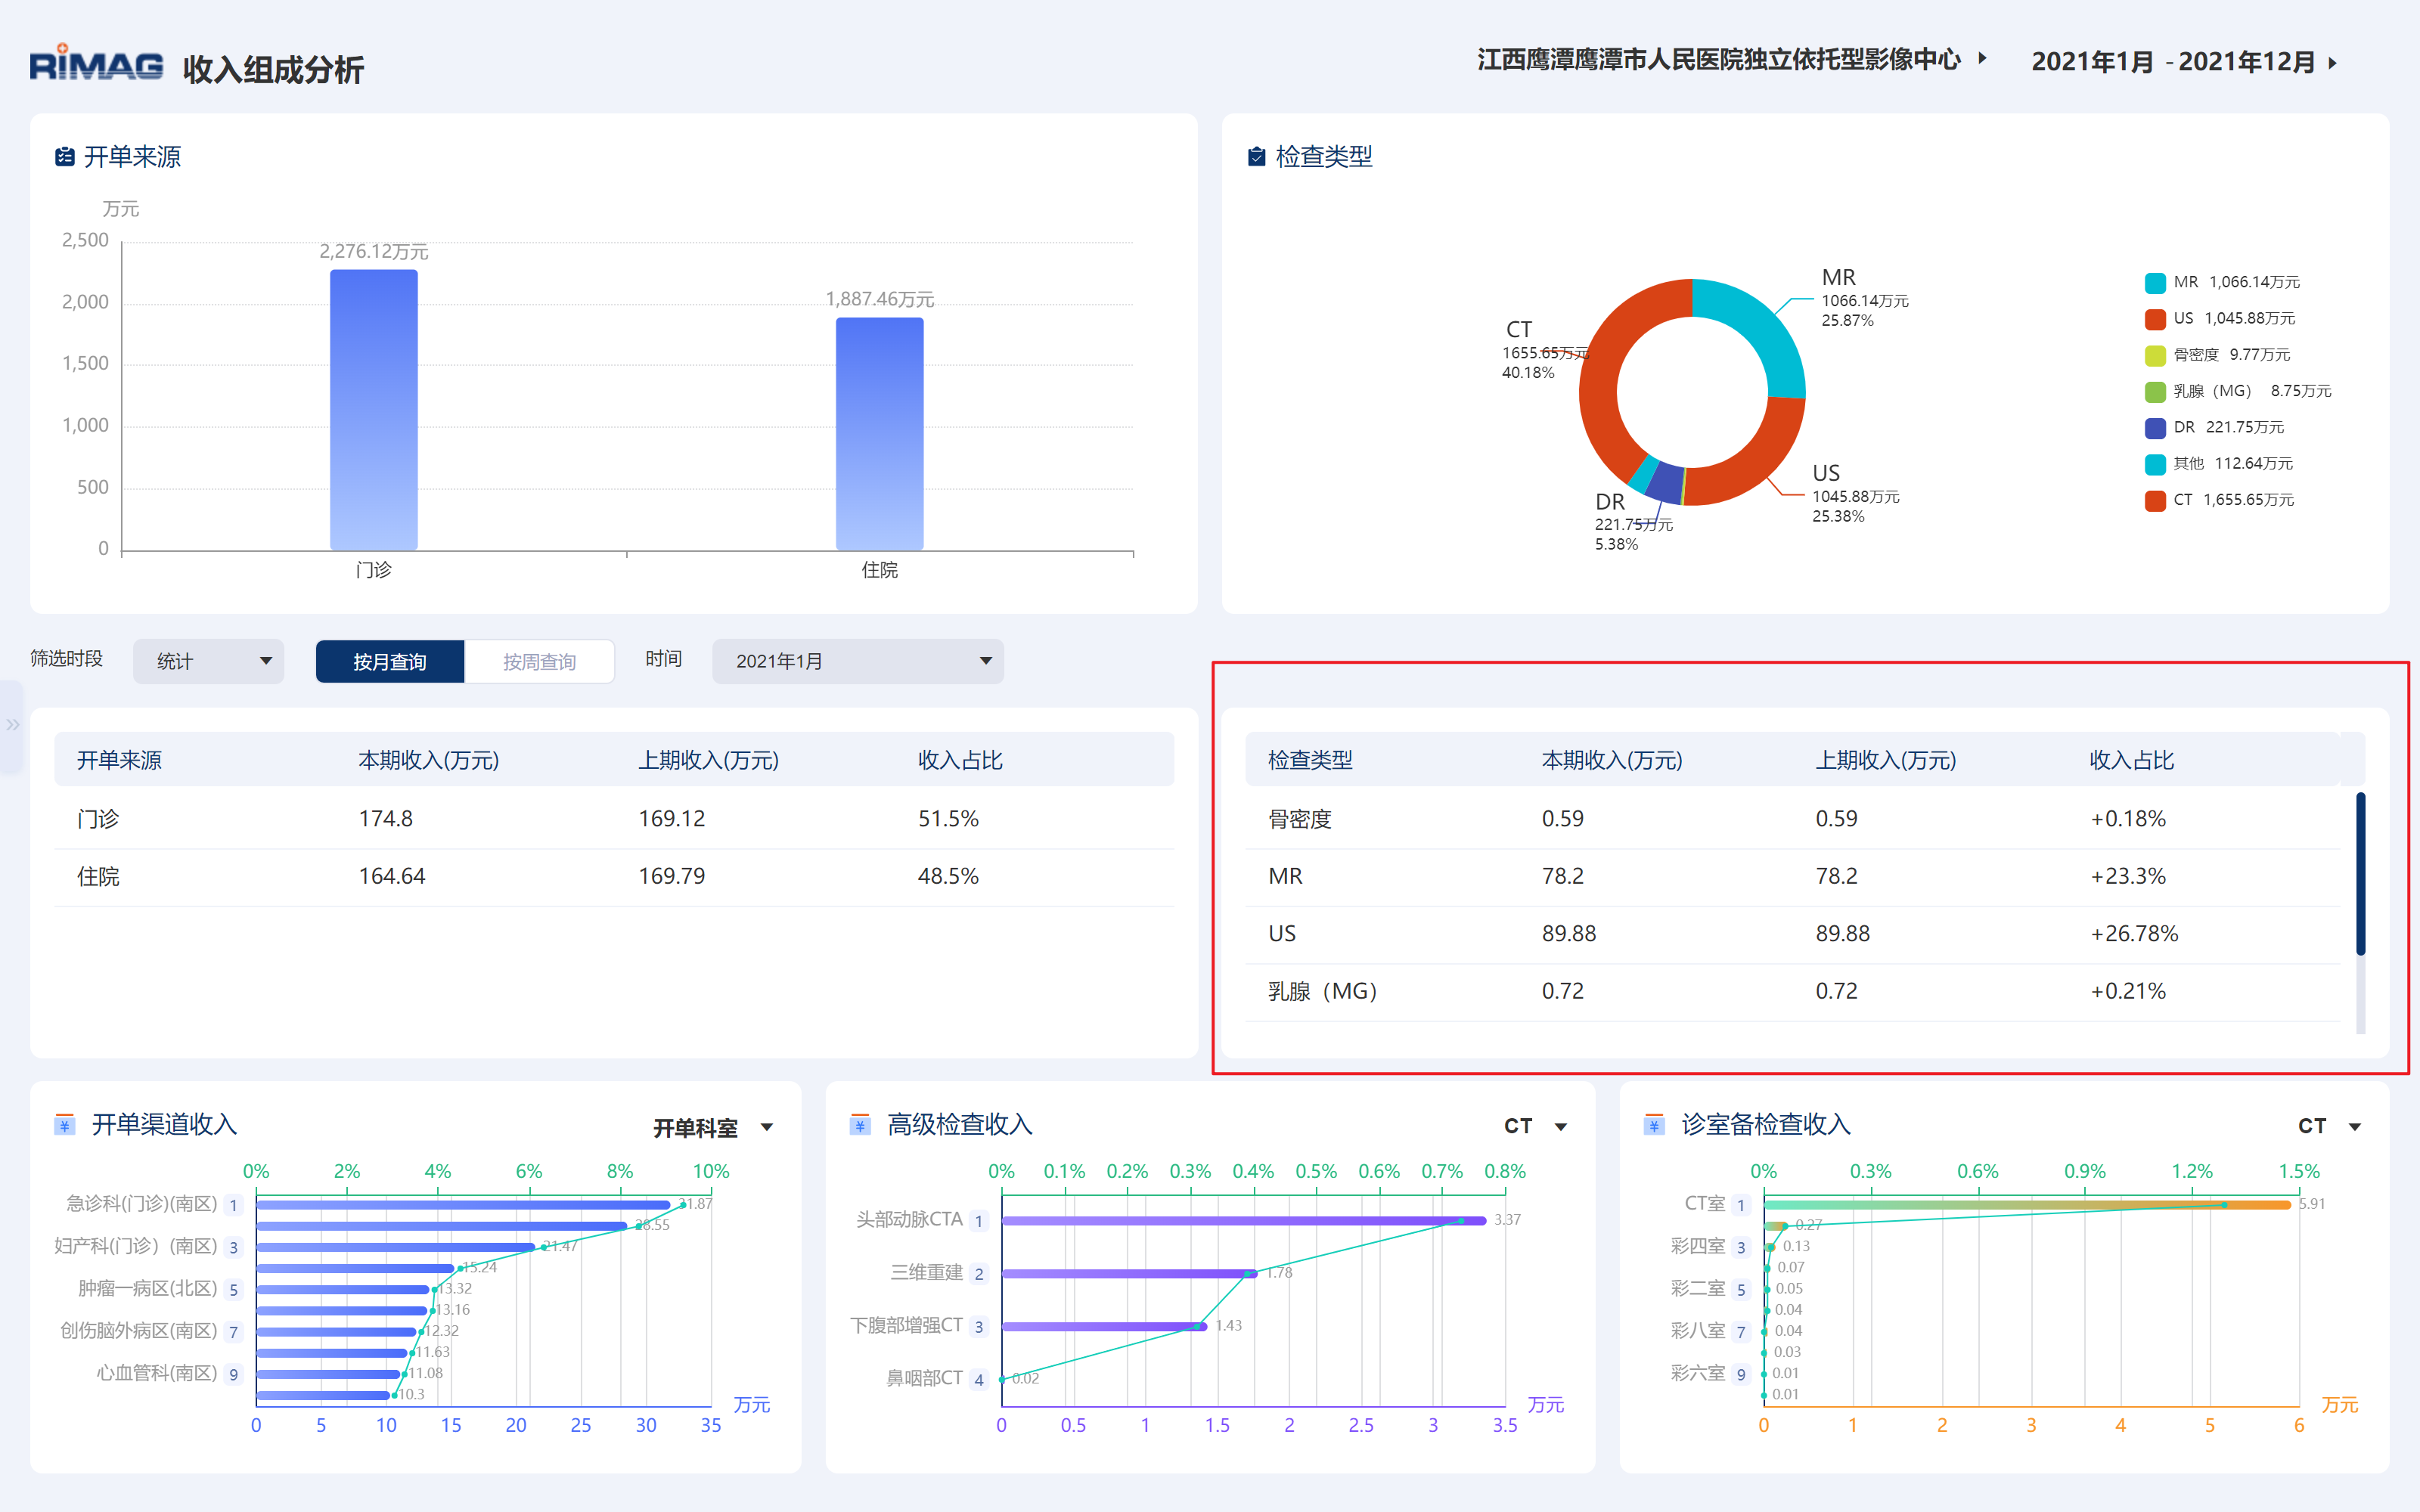 RiMAG 收入组成分析
江西鹰潭鹰潭市人民医院独立依托型影像中心
2021年1月 - 2021年12月
开单来源
万元
2,500
2,000
1,500
1,000
500
0
2,276.12万元
1,887.46万元
门诊
住院
检查类型
MR
1066.14万元
25.87%
CT
1655.65万元
40.18%
US
1045.88万元
25.38%
DR
221.75万元
5.38%
MR 1,066.14万元
US 1,045.88万元
骨密度 9.77万元
乳腺（MG） 8.75万元
DR 221.75万元
其他 112.64万元
CT 1,655.65万元
筛选时段 统计 按月查询 按周查询 时间 2021年1月
开单来源 本期收入(万元) 上期收入(万元) 收入占比
门诊 174.8 169.12 51.5%
住院 164.64 169.79 48.5%
检查类型 本期收入(万元) 上期收入(万元) 收入占比
骨密度 0.59 0.59 +0.18%
MR 78.2 78.2 +23.3%
US 89.88 89.88 +26.78%
乳腺（MG） 0.72 0.72 +0.21%
开单渠道收入 开单科室
0% 2% 4% 6% 8% 10%
急诊科(门诊)(南区) 1 31.87
28.55
妇产科(门诊）(南区) 3 21.47
15.24
肿瘤一病区(北区) 5 13.32
13.16
创伤脑外病区(南区) 7 12.32
11.63
心血管科(南区) 9 11.08
10.3
万元
0 5 10 15 20 25 30 35
高级检查收入 CT
0% 0.1% 0.2% 0.3% 0.4% 0.5% 0.6% 0.7% 0.8%
头部动脉CTA 1 3.37
三维重建 2 1.78
下腹部增强CT 3 1.43
鼻咽部CT 4 0.02
万元
0 0.5 1 1.5 2 2.5 3 3.5
诊室备检查收入 CT
0% 0.3% 0.6% 0.9% 1.2% 1.5%
CT室 1 5.91
0.27
彩四室 3 0.13
0.07
彩二室 5 0.05
0.04
彩八室 7 0.04
0.03
彩六室 9 0.01
0.01
万元
0 1 2 3 4 5 6